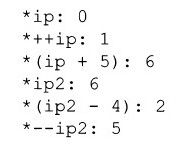 *ip: 0
*++ip: 1
*(ip + 5): 6
*ip2: 6
*(ip2 - 4): 2
*--ip2: 5